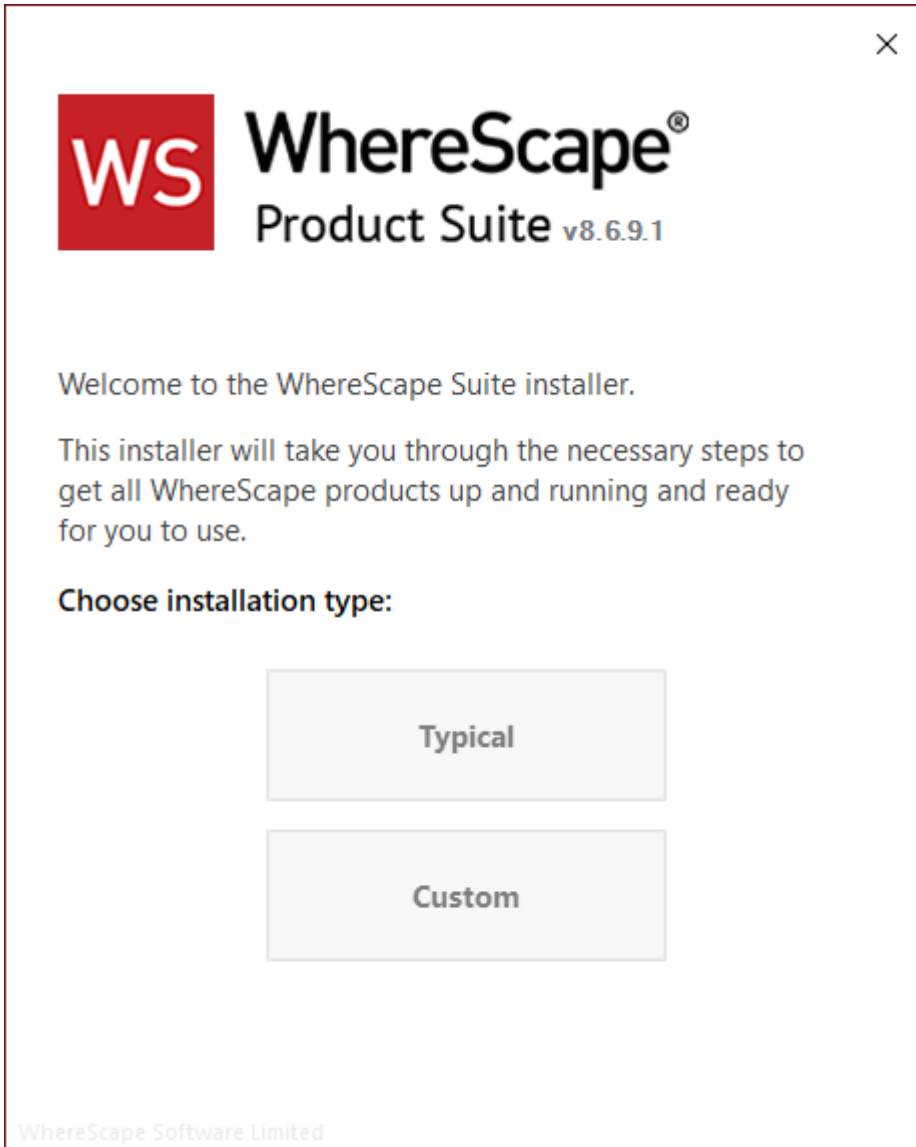 WS WhereScape®
Product Suite v8.6.9.1
Welcome to the WhereScape Suite installer.
This installer will take you through the necessary steps to
get all WhereScape products up and running and ready
for you to use.
Choose installation type:
Typical
Custom
WhereScape Software Limited